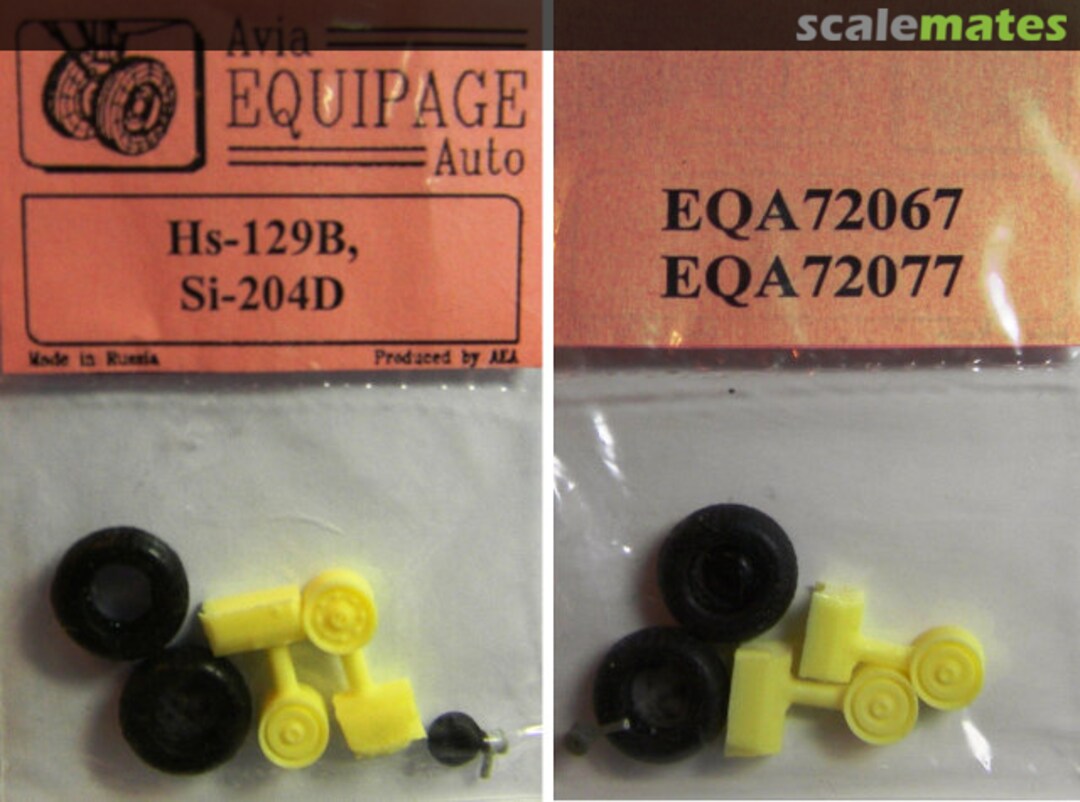 scalemates
Avia
EQUIPAGE
Auto
Hs-129B,
Si-204D
Made in Russia
Produced by AEA
EQA72067
EQA72077